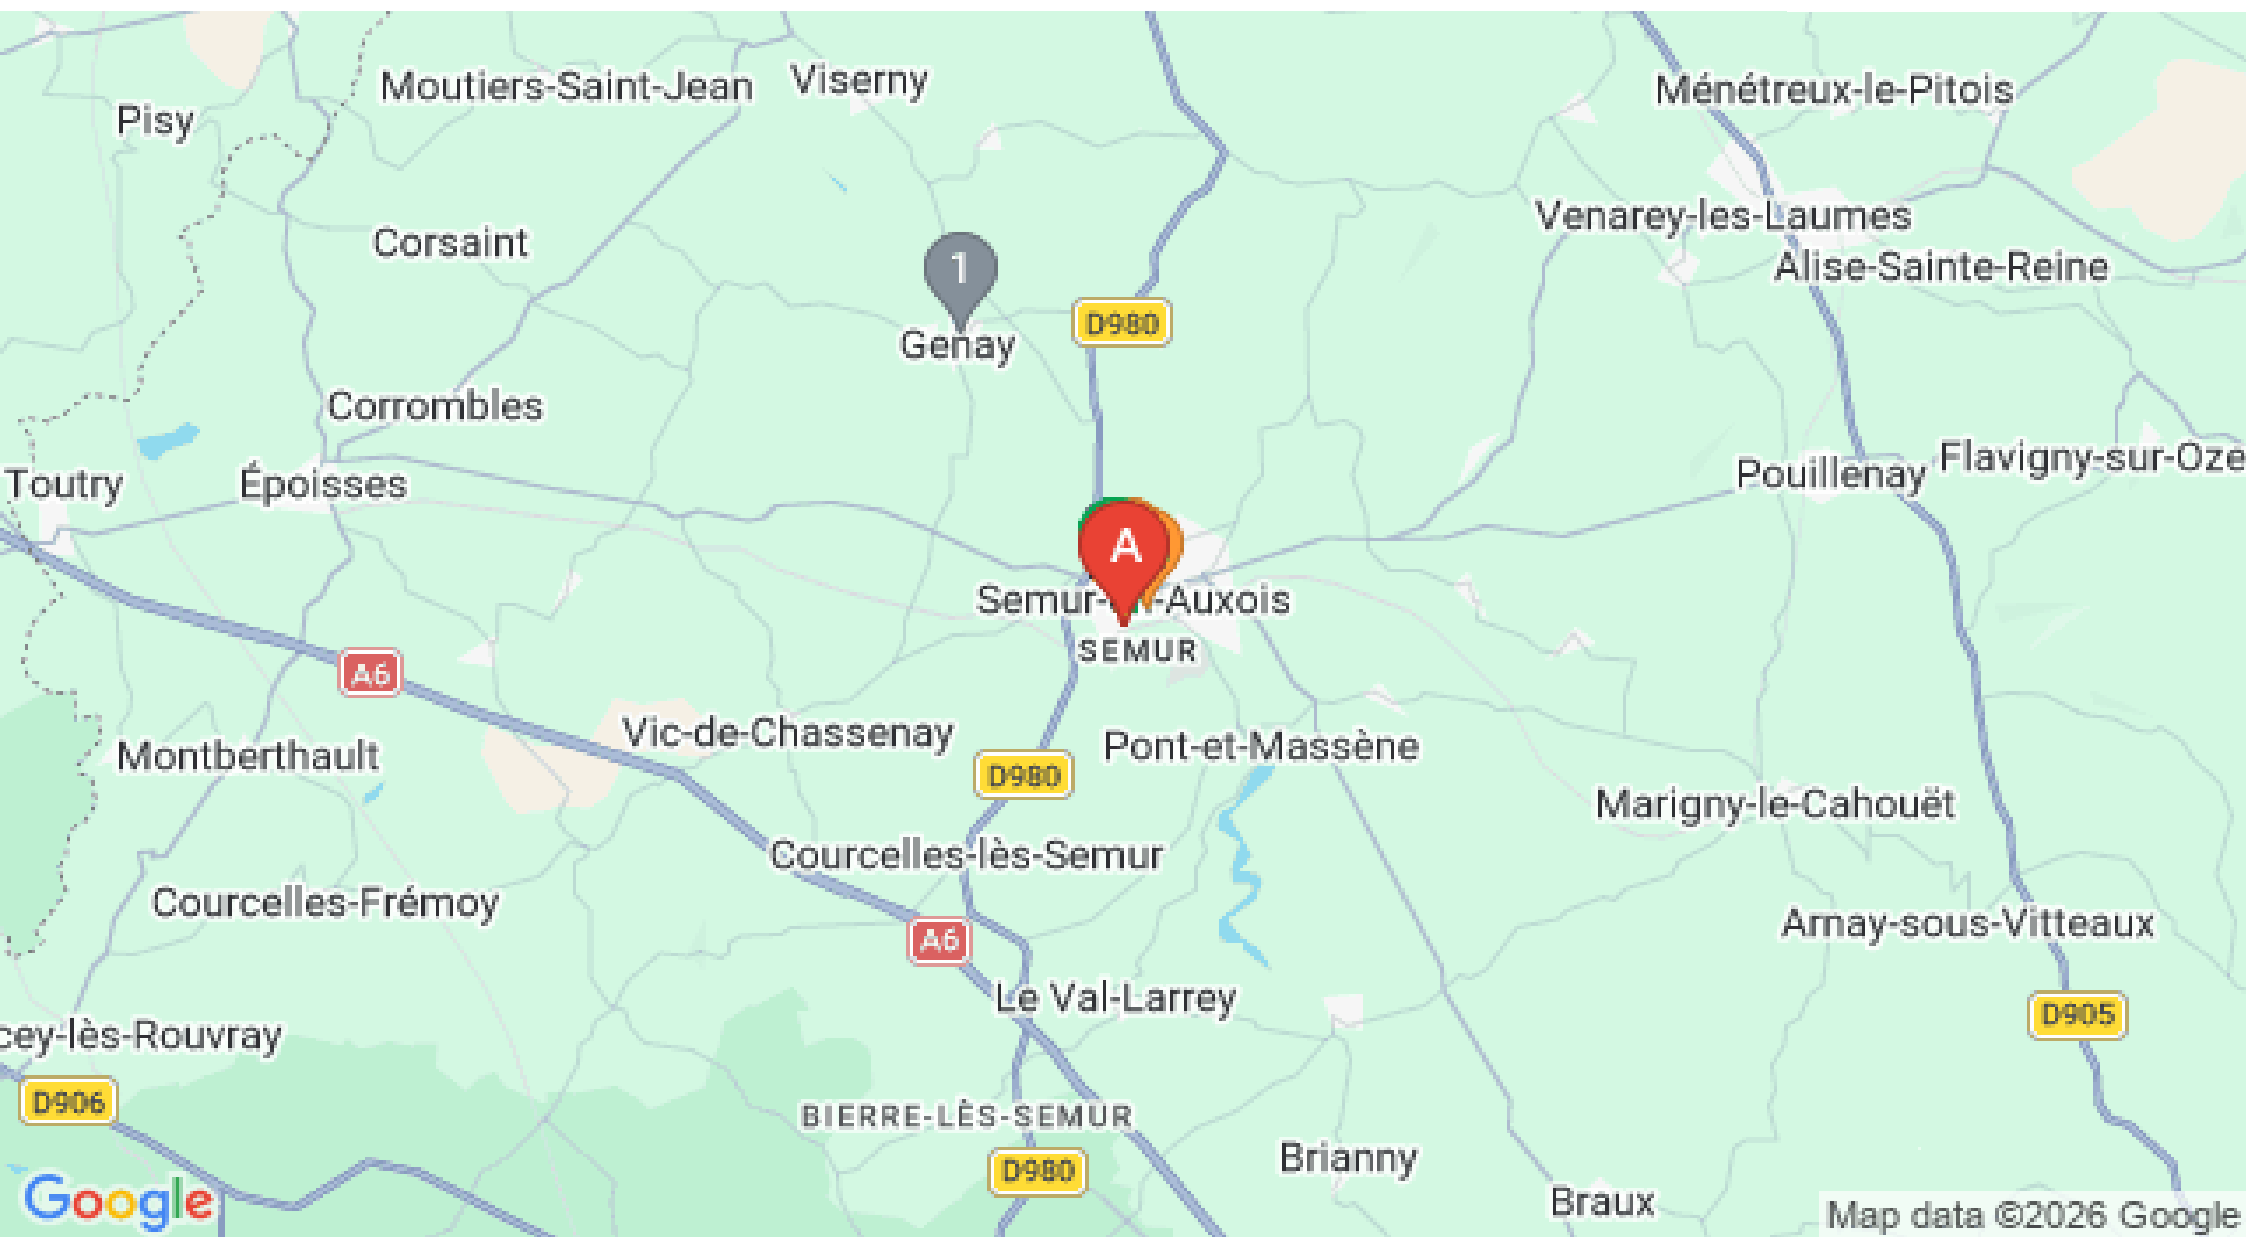 Moutiers-Saint-Jean
Viserny
Ménétreux-le-Pitois
Pisy
Venarey-les-Laumes
Corsaint
1
Alise-Sainte-Reine
D980
Genay
Corrombles
Toutry
Époisses
Pouillenay
Flavigny-sur-Oze
A
Semur-en-Auxois
SEMUR
A6
Vic-de-Chassenay
Pont-et-Massène
Montberthault
D980
Marigny-le-Cahouët
Courcelles-lès-Semur
Courcelles-Frémoy
Arnay-sous-Vitteaux
A6
Le Val-Larrey
D905
cey-lès-Rouvray
D906
BIERRE-LÈS-SEMUR
Brianny
D980
Braux
Google
Map data ©2026 Google